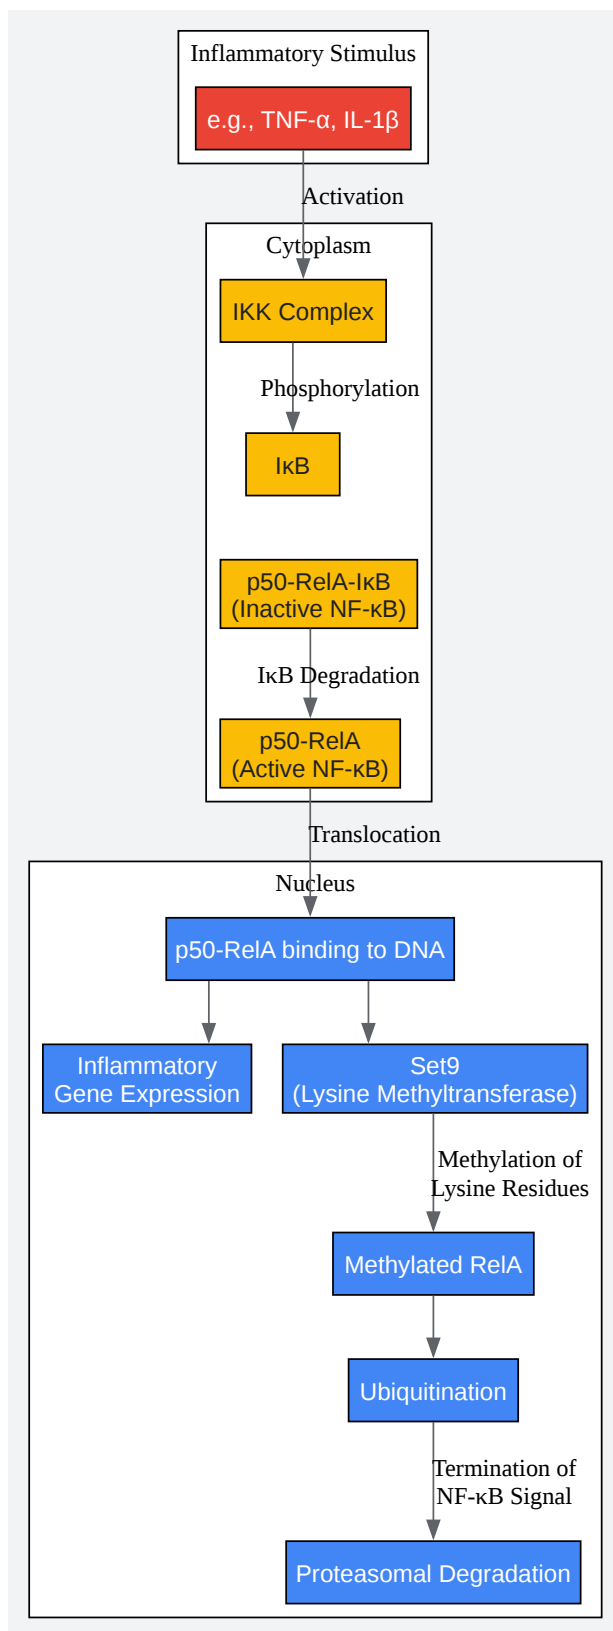 Inflammatory Stimulus
e.g., TNF-α, IL-1β
Activation
Cytoplasm
IKK Complex
Phosphorylation
IκB
p50-RelA-IκB
(Inactive NF-κB)
IκB Degradation
p50-RelA
(Active NF-κB)
Translocation
Nucleus
p50-RelA binding to DNA
Inflammatory
Gene Expression
Set9
(Lysine Methyltransferase)
Methylation of
Lysine Residues
Methylated RelA
Ubiquitination
Termination of
NF-κB Signal
Proteasomal Degradation